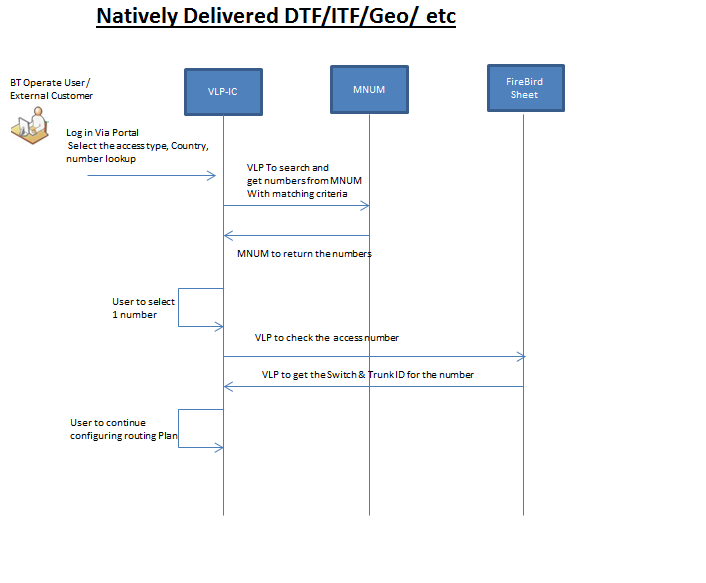 Natively Delivered DTF/ITF/Geo/ etc
BT Operate User/
External Customer
VLP-IC
MNUM
FireBird
Sheet
Log in Via Portal
Select the access type, Country,
number lookup
VLP To search and
get numbers from MNUM
With matching criteria
MNUM to return the numbers
User to select
1 number
VLP to check the access number
VLP to get the Switch & Trunk ID for the number
User to continue
configuring routing Plan